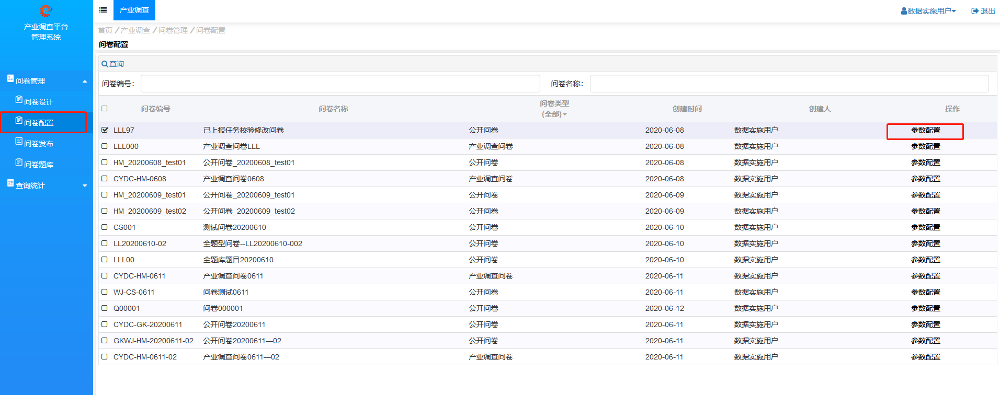 产业调查平台
管理系统
问卷管理
问卷设计
问卷配置
问卷发布
问卷题库
查询统计
产业调查
数据实施用户
退出
首页 / 产业调查 / 问卷管理 / 问卷配置
问卷配置
查询
问卷编号： 问卷名称：
问卷编号 问卷名称 问卷类型 (全部) 创建时间 创建人 操作
LLL97 已上报任务校验修改问卷 公开问卷 2020-06-08 数据实施用户 参数配置
LLL000 产业调查问卷LLL 产业调查问卷 2020-06-08 数据实施用户 参数配置
HM_20200608_test01 公开问卷_20200608_test01 公开问卷 2020-06-08 数据实施用户 参数配置
CYDC-HM-0608 产业调查问卷0608 产业调查问卷 2020-06-08 数据实施用户 参数配置
HM_20200609_test01 公开问卷_20200609_test01 公开问卷 2020-06-09 数据实施用户 参数配置
HM_20200609_test02 公开问卷_20200609_test02 公开问卷 2020-06-09 数据实施用户 参数配置
CS001 测试问卷20200610 公开问卷 2020-06-10 数据实施用户 参数配置
LL20200610-02 全题型问卷--LL20200610-002 公开问卷 2020-06-10 数据实施用户 参数配置
LLL00 全题库题目20200610 公开问卷 2020-06-10 数据实施用户 参数配置
CYDC-HM-0611 产业调查问卷0611 产业调查问卷 2020-06-11 数据实施用户 参数配置
WJ-CS-0611 问卷测试0611 公开问卷 2020-06-11 数据实施用户 参数配置
Q00001 问卷000001 公开问卷 2020-06-12 数据实施用户 参数配置
CYDC-GK-20200611 公开问卷20200611 公开问卷 2020-06-11 数据实施用户 参数配置
GKWJ-HM-20200611-02 公开问卷20200611—02 公开问卷 2020-06-11 数据实施用户 参数配置
CYDC-HM-0611-02 产业调查问卷0611—02 产业调查问卷 2020-06-11 数据实施用户 参数配置